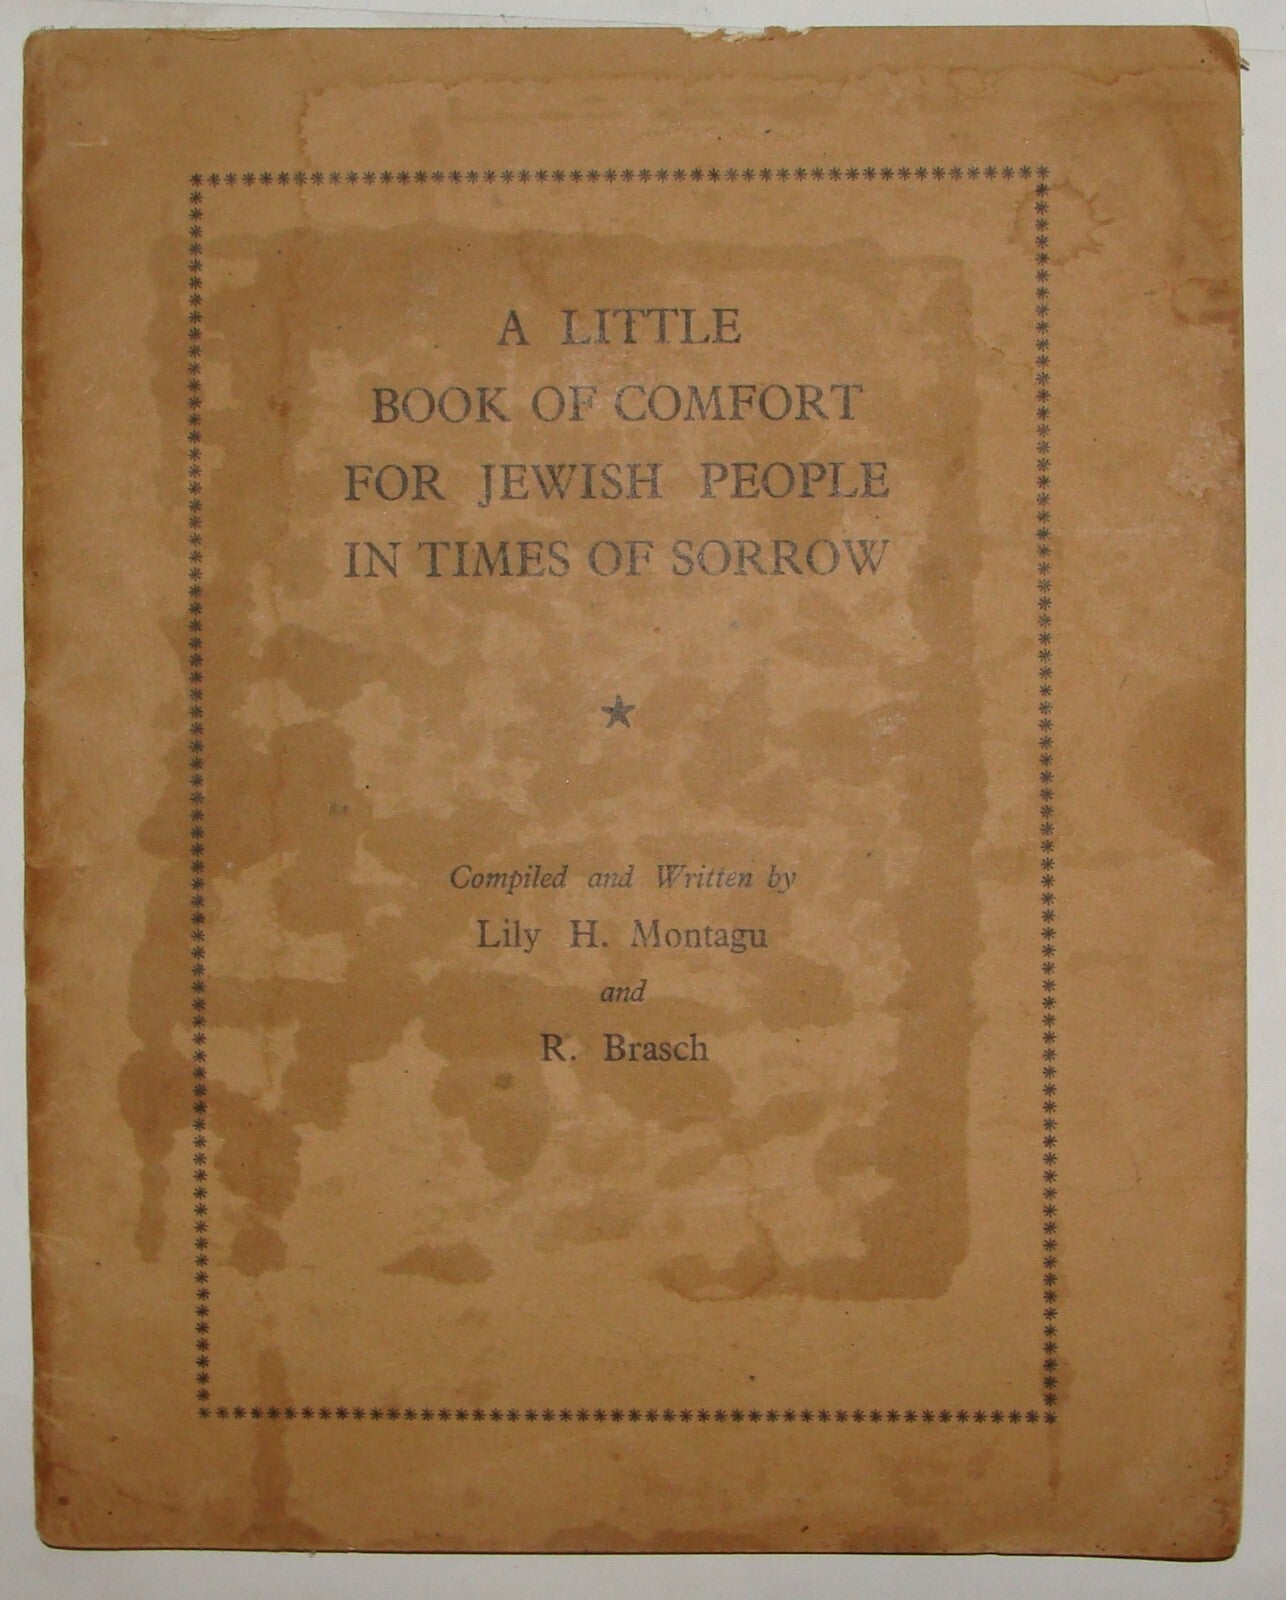 A LITTLE
BOOK OF COMFORT
FOR JEWISH PEOPLE
IN TIMES OF SORROW
Compiled and Written by
Lily H. Montagu
and
R. Brasch